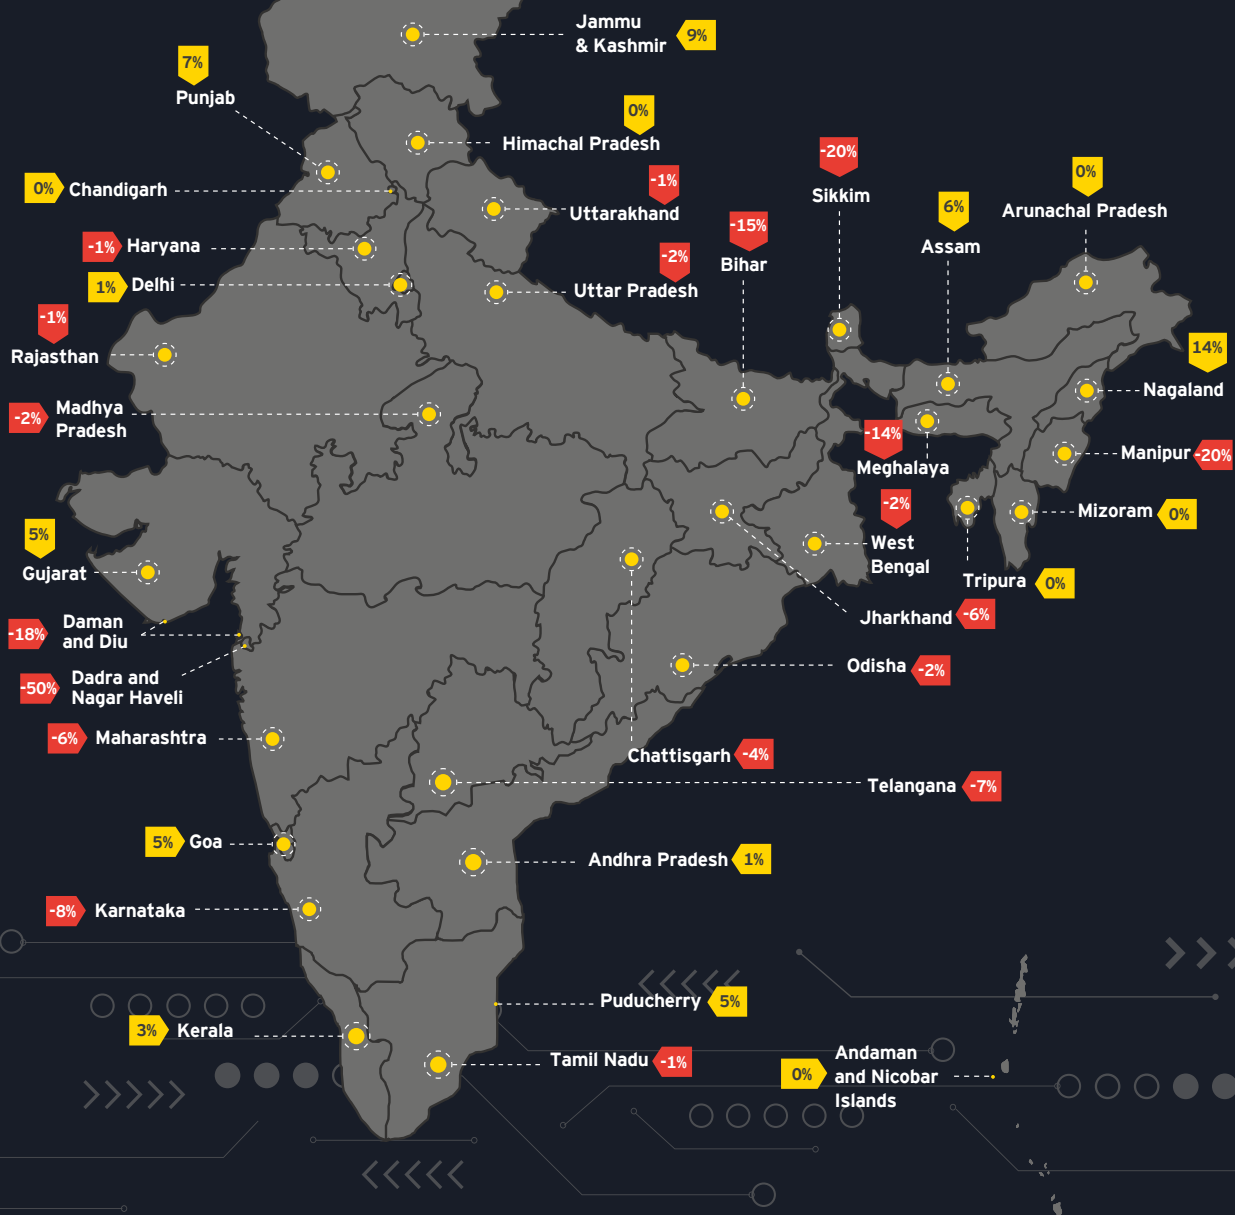 Jammu
& Kashmir
9%
7%
Punjab
0%
Himachal Pradesh
0%
Chandigarh
-1%
Uttarakhand
-20%
Sikkim
6%
Assam
0%
Arunachal Pradesh
-1%
Haryana
-15%
Bihar
1%
Delhi
-2%
Uttar Pradesh
-1%
Rajasthan
14%
Nagaland
-2%
Madhya
Pradesh
-14%
Meghalaya
Manipur
-20%
-2%
West
Bengal
Mizoram
0%
5%
Gujarat
Tripura
0%
-18%
Daman
and Diu
Jharkhand
-6%
-50%
Dadra and
Nagar Haveli
Odisha
-2%
-6%
Maharashtra
Chattisgarh
-4%
Telangana
-7%
5%
Goa
Andhra Pradesh
1%
-8%
Karnataka
Puducherry
5%
3%
Kerala
Tamil Nadu
-1%
0%
Andaman
and Nicobar
Islands